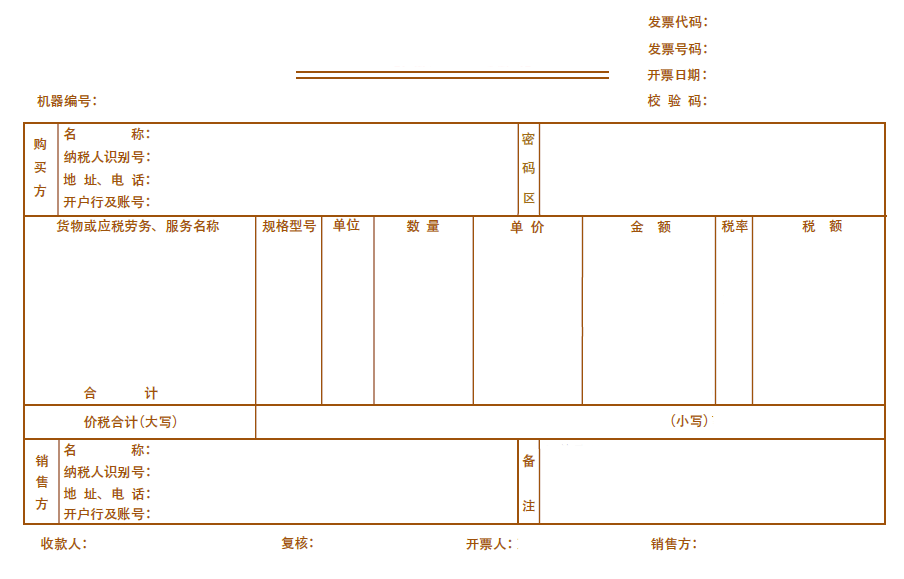 发票代码：
发票号码：
开票日期：
机器编号：
校 验 码：
购买方
名 称：
纳税人识别号：
地 址、电 话：
开户行及账号：
密码区
货物或应税劳务、服务名称 规格型号 单位 数 量 单 价 金 额 税率 税 额
合 计
价税合计(大写) (小写)
销售方
名 称：
纳税人识别号：
地 址、电 话：
开户行及账号：
备注
收款人： 复核： 开票人： 销售方：